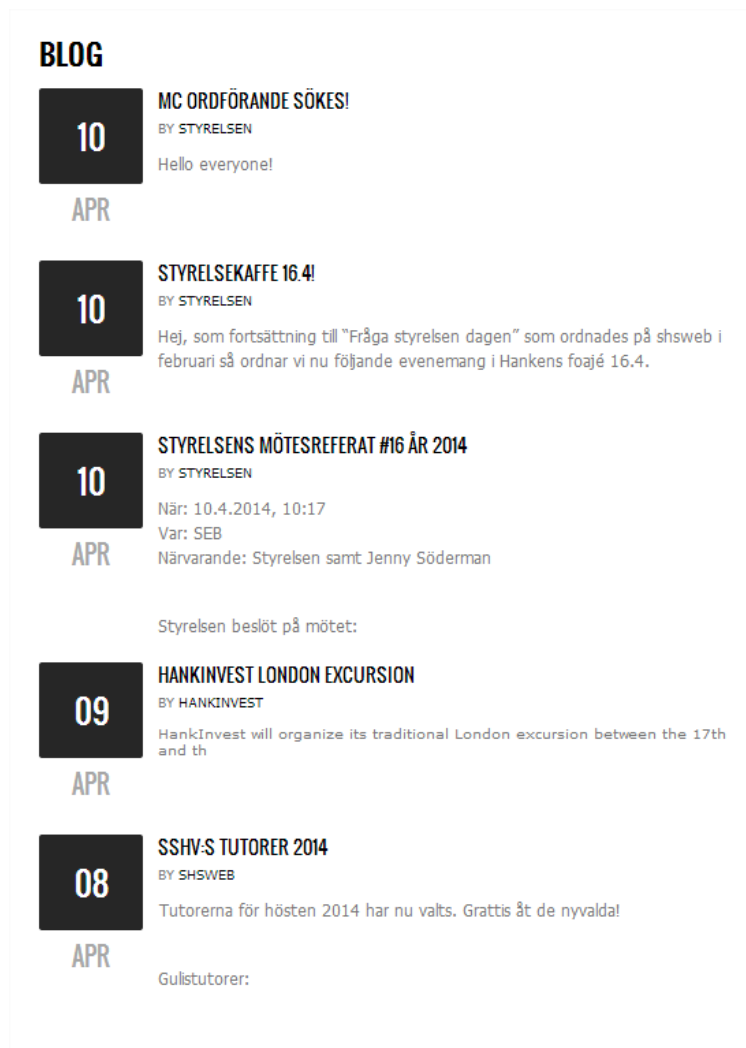 BLOG
10
APR
MC ORDFÖRANDE SÖKES!
BY STYRELSEN
Hello everyone!
10
APR
STYRELSEKAFFE 16.4!
BY STYRELSEN
Hej, som fortsättning till “Fråga styrelsen dagen” som ordnades på shsweb i
februari så ordnar vi nu följande evenemang i Hankens foajé 16.4.
10
APR
STYRELSENS MÖTESREFERAT #16 ÅR 2014
BY STYRELSEN
När: 10.4.2014, 10:17
Var: SEB
Närvarande: Styrelsen samt Jenny Söderman
Styrelsen beslöt på mötet:
09
APR
HANKINVEST LONDON EXCURSION
BY HANKINVEST
HankInvest will organize its traditional London excursion between the 17th
and th
08
APR
SSHV:S TUTORER 2014
BY SHSWEB
Tutorerna för hösten 2014 har nu valts. Grattis åt de nyvalda!
Gulistutorer: